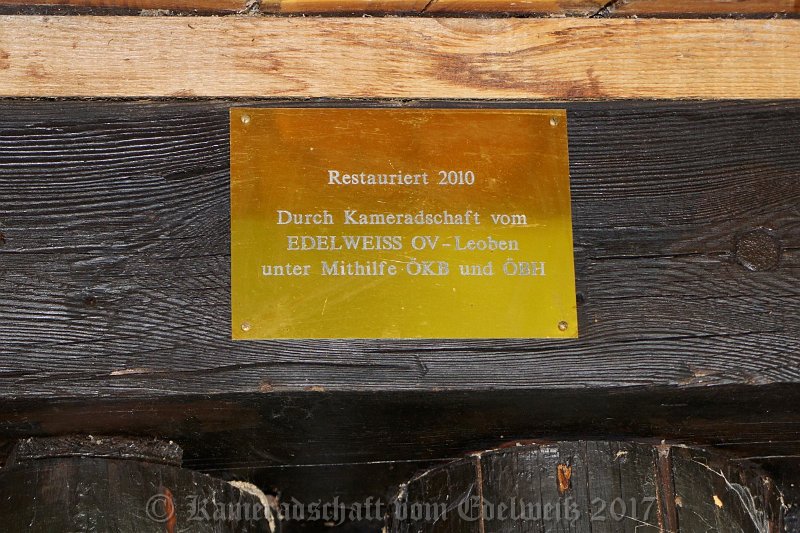 Restauriert 2010
Durch Kameradschaft vom
EDELWEISS OV-Leoben
unter Mithilfe ÖKB und ÖBH
© Kameradschaft vom Edelweiß 2017